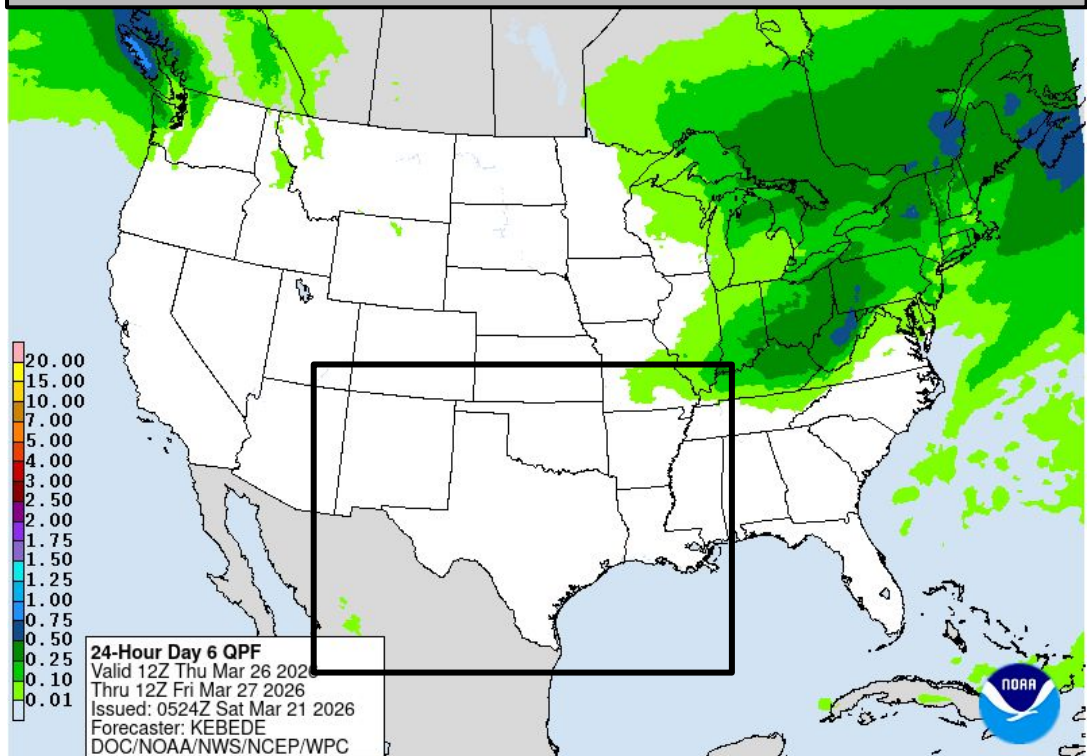 20.00
15.00
10.00
7.00
5.00
4.00
3.00
2.50
2.00
1.75
1.50
1.25
1.00
0.75
0.50
0.25
0.10
0.01
24-Hour Day 6 QPF
Valid 12Z Thu Mar 26 2026
Thru 12Z Fri Mar 27 2026
Issued: 0524Z Sat Mar 21 2026
Forecaster: KEBEDE
DOC/NOAA/NWS/NCEP/WPC
NOAA